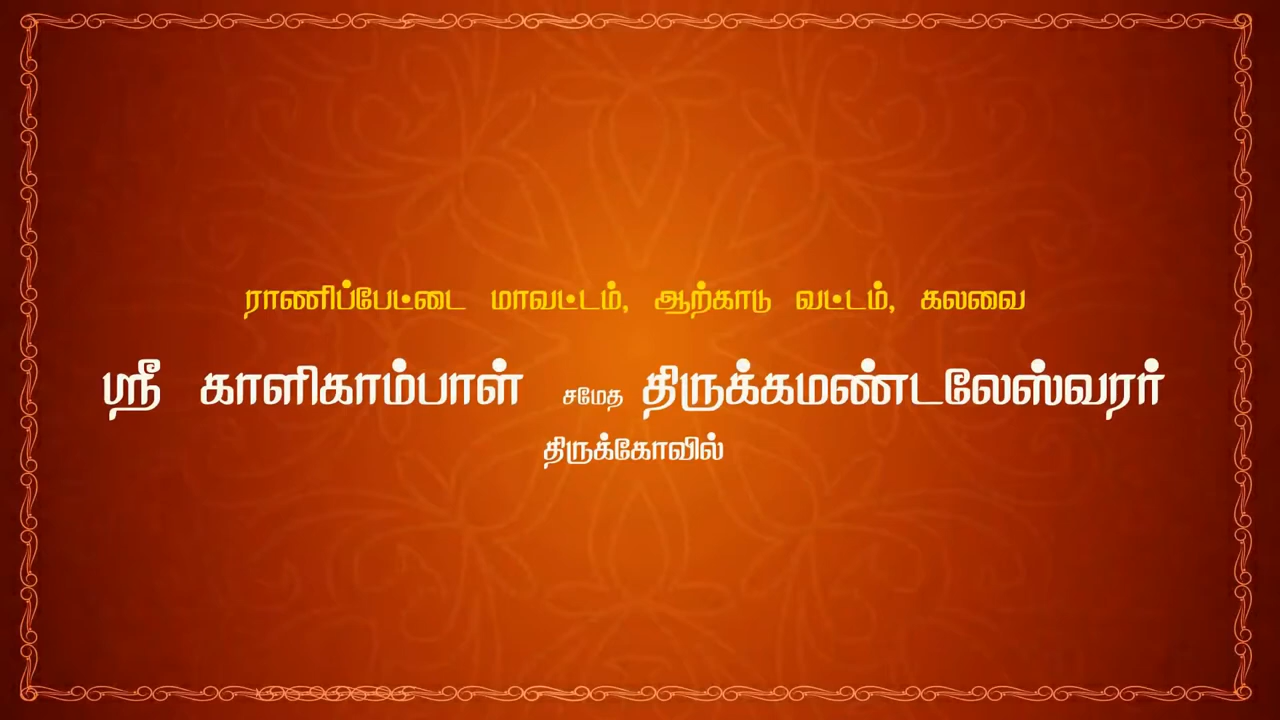 ராணிப்பேட்டை மாவட்டம், ஆற்காடு வட்டம், கலவை
ஸ்ரீ காளிகாம்பாள் சமேத திருக்கமண்டலேஸ்வரர்
திருக்கோவில்